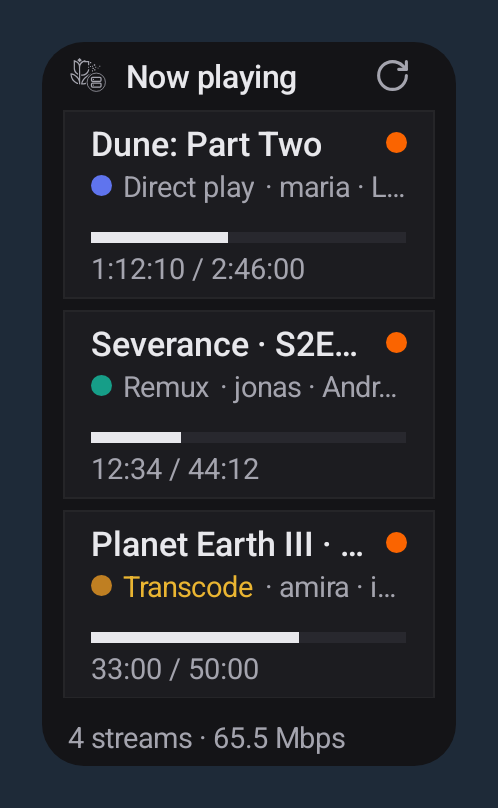 Now playing
Dune: Part Two
Direct play · maria · L…
1:12:10 / 2:46:00
Severance · S2E…
Remux · jonas · Andr…
12:34 / 44:12
Planet Earth III · …
Transcode · amira · i…
33:00 / 50:00
4 streams · 65.5 Mbps